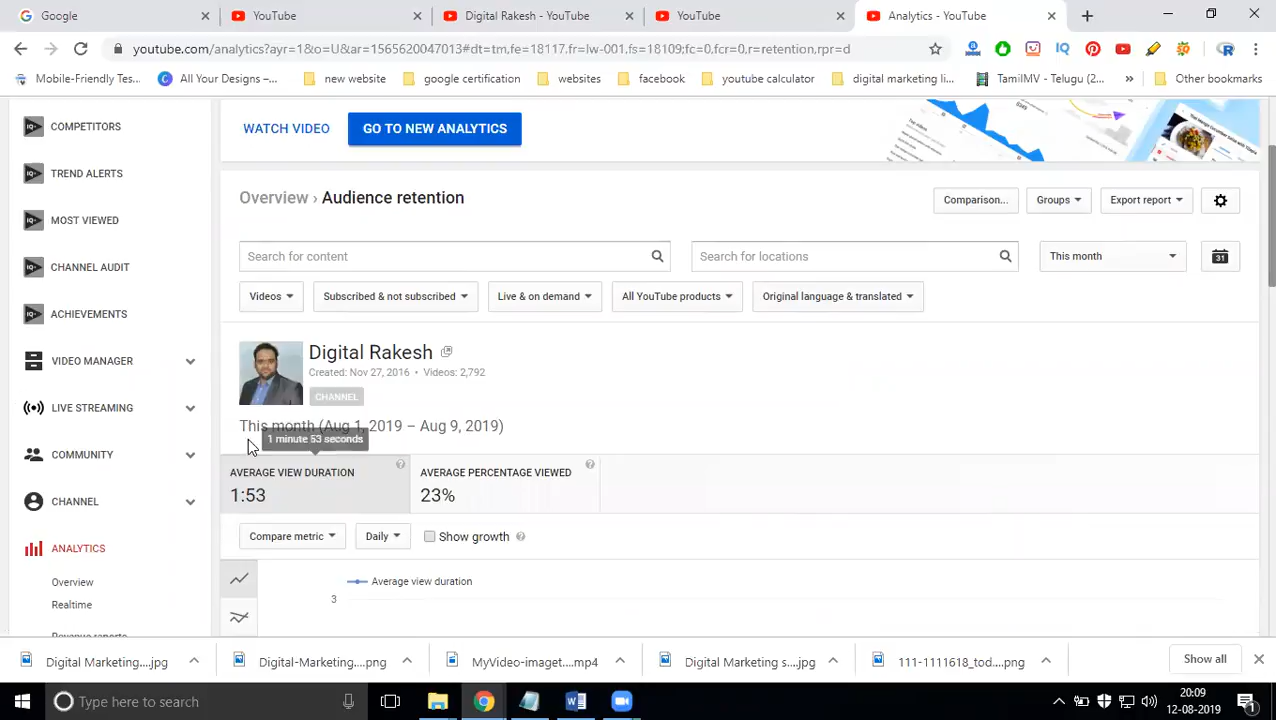 Google
YouTube
Digital Rakesh - YouTube
YouTube
Analytics - YouTube
youtube.com/analytics?ayr=1&o=U&ar=1565620047013#dt=tm,fe=18117,fr=lw-001,fs=18109;fc=0,fcr=0,r=retention,rpr=d
Mobile-Friendly Tes...
All Your Designs –...
new website
google certification
websites
facebook
youtube calculator
digital marketing li...
TamilMV - Telugu (2...
Other bookmarks
COMPETITORS
TREND ALERTS
MOST VIEWED
CHANNEL AUDIT
ACHIEVEMENTS
VIDEO MANAGER
LIVE STREAMING
COMMUNITY
CHANNEL
ANALYTICS
Overview
Realtime
Revenue reports
WATCH VIDEO
GO TO NEW ANALYTICS
Overview › Audience retention
Comparison...
Groups
Export report
Search for content
Search for locations
This month
31
Videos
Subscribed & not subscribed
Live & on demand
All YouTube products
Original language & translated
Digital Rakesh
Created: Nov 27, 2016 • Videos: 2,792
CHANNEL
This month (Aug 1, 2019 – Aug 9, 2019)
1 minute 53 seconds
AVERAGE VIEW DURATION
1:53
AVERAGE PERCENTAGE VIEWED
23%
Compare metric
Daily
Show growth
Average view duration
3
Digital Marketing....jpg
Digital-Marketing....png
MyVideo-imaget....mp4
Digital Marketing s....jpg
111-1111618_tod....png
Show all
Type here to search
20:09
12-08-2019